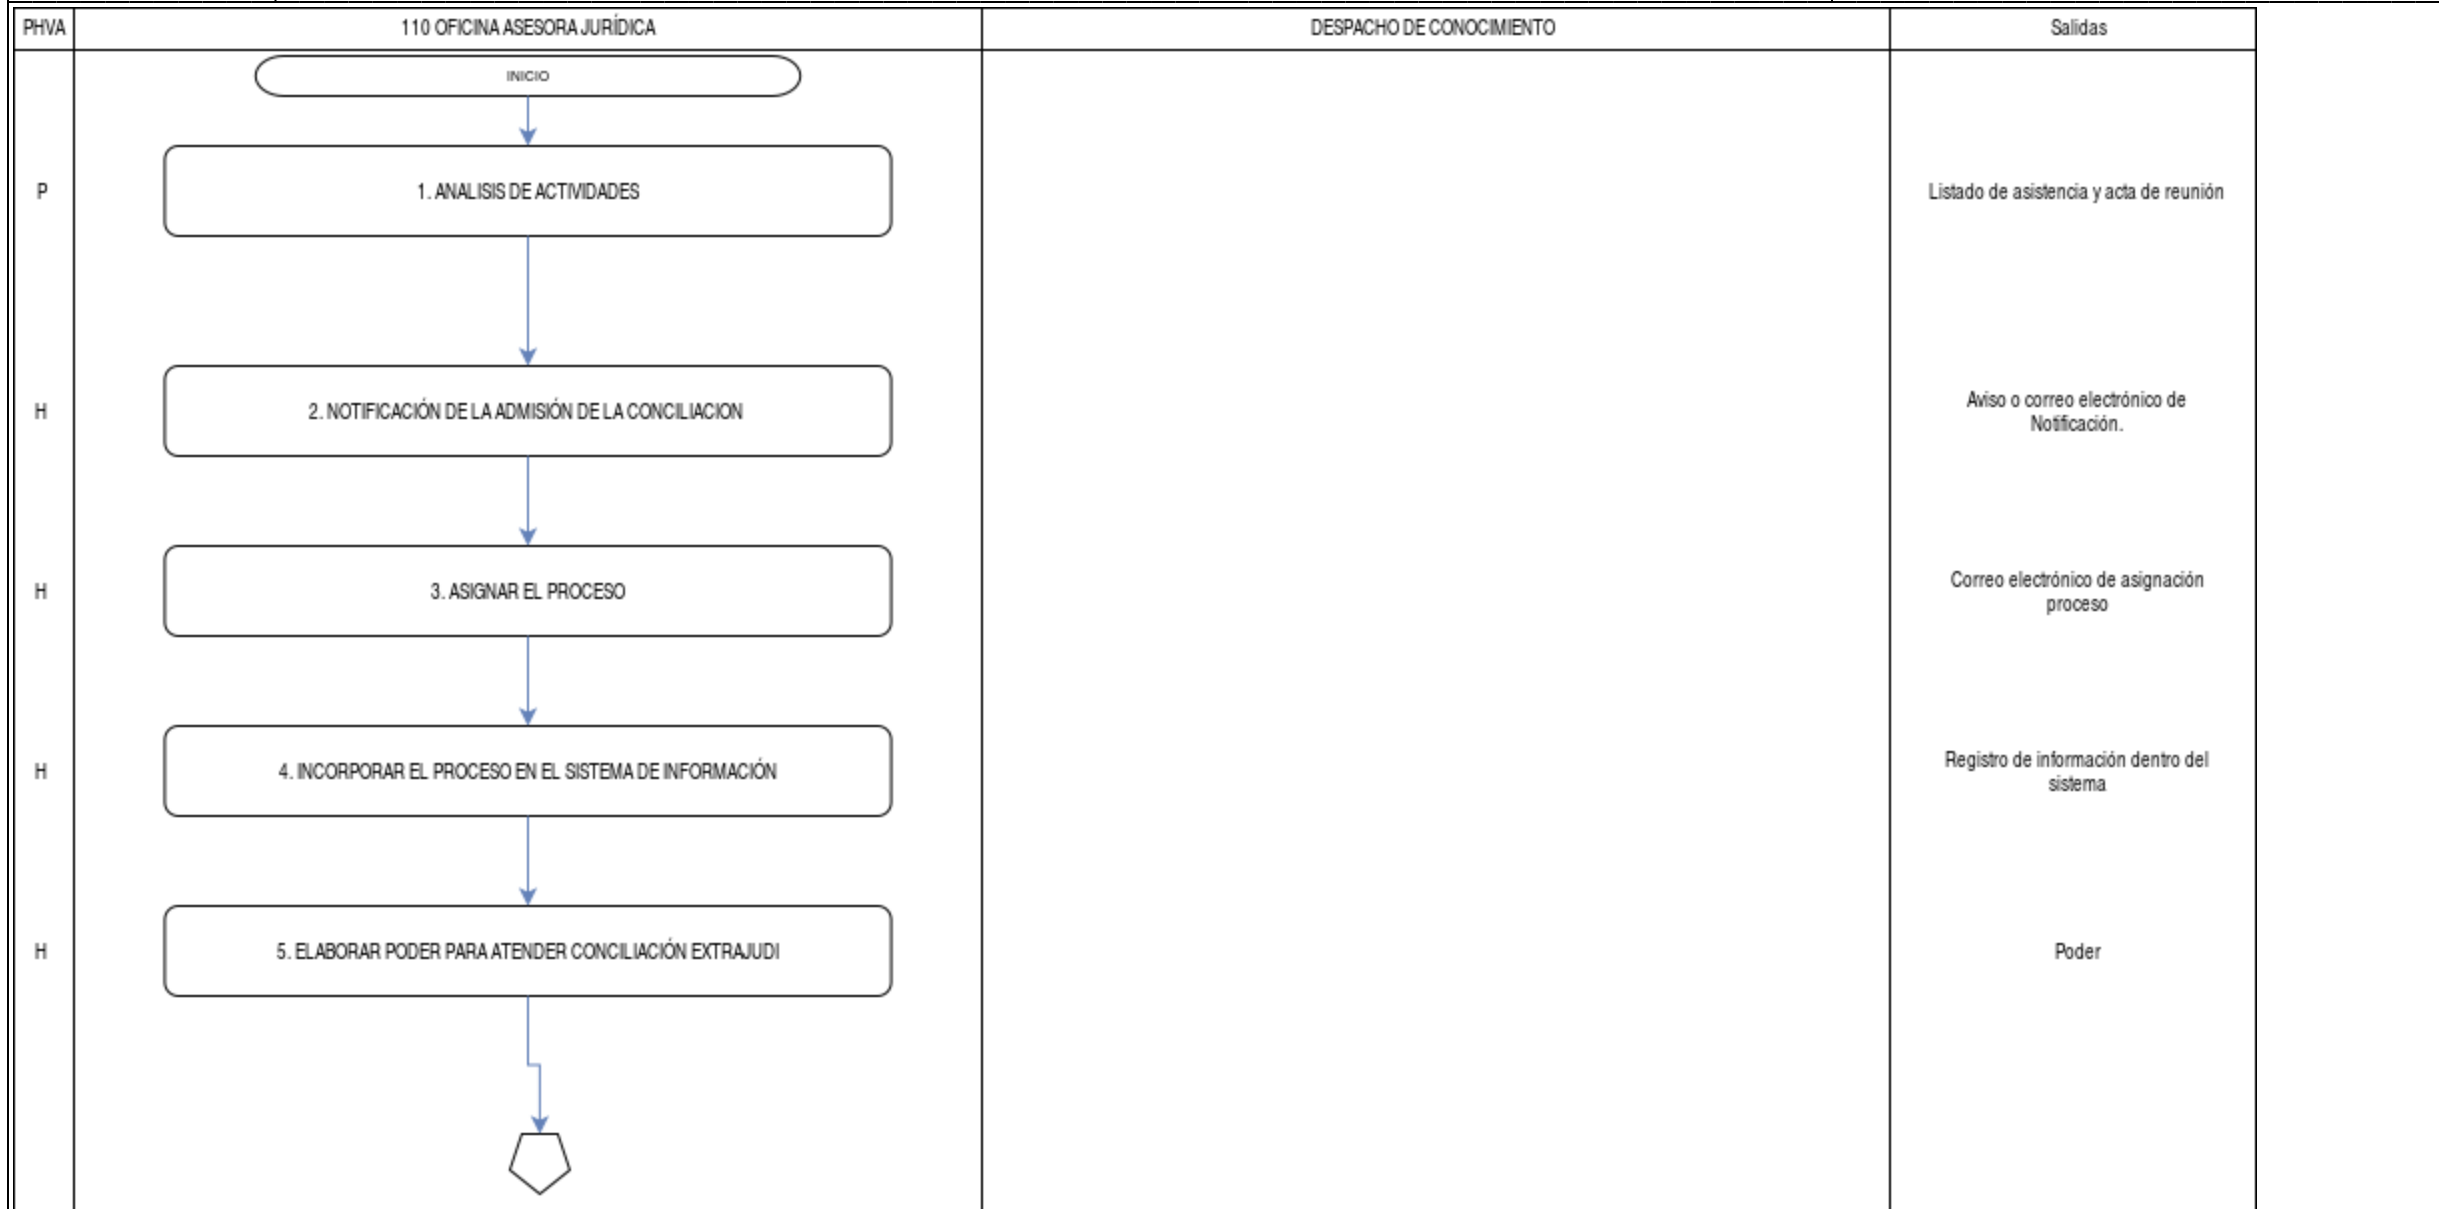 PHVA 110 OFICINA ASESORA JURÍDICA DESPACHO DE CONOCIMIENTO Salidas
INICIO
P 1. ANALISIS DE ACTIVIDADES Listado de asistencia y acta de reunión
H 2. NOTIFICACIÓN DE LA ADMISIÓN DE LA CONCILIACION Aviso o correo electrónico de
Notificación.
H 3. ASIGNAR EL PROCESO Correo electrónico de asignación
proceso
H 4. INCORPORAR EL PROCESO EN EL SISTEMA DE INFORMACIÓN Registro de información dentro del
sistema
H 5. ELABORAR PODER PARA ATENDER CONCILIACIÓN EXTRAJUDI Poder